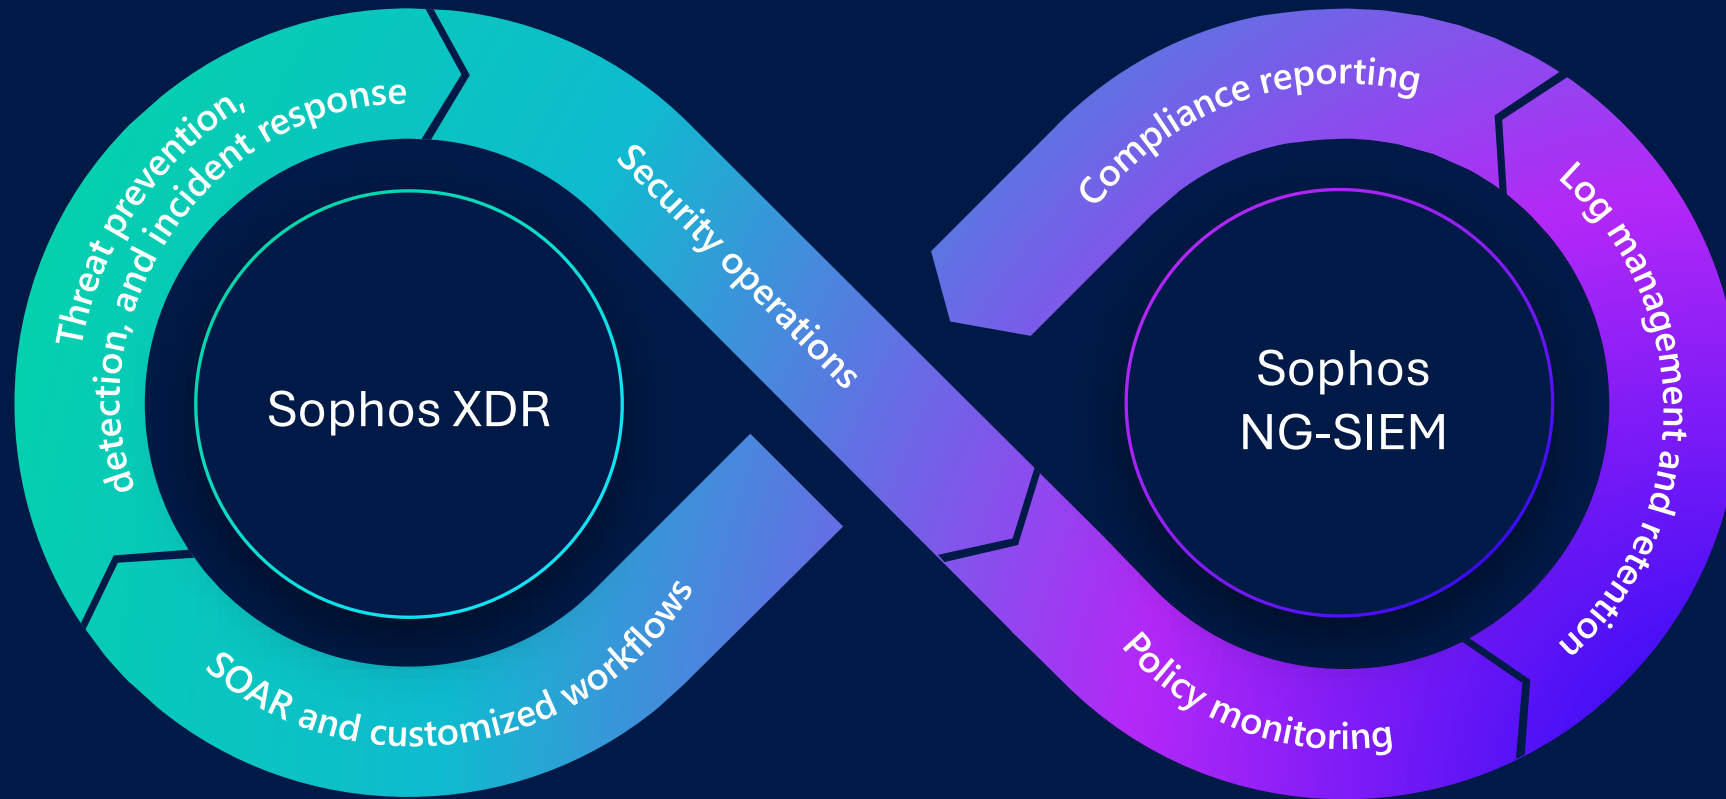 Threat prevention,
detection, and incident response
Security operations
Sophos XDR
SOAR and customized workflows
Compliance reporting
Log management and retention
Sophos
NG-SIEM
Policy monitoring